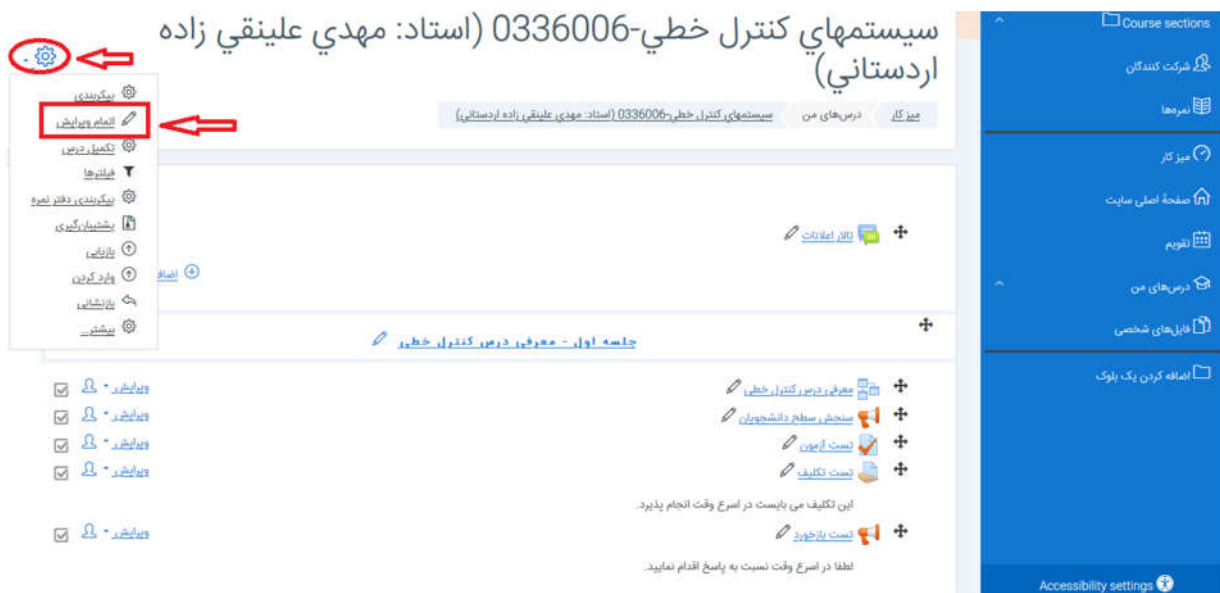 سيستمهاي کنترل خطي-0336006 (استاد: مهدي علينقي زاده
اردستاني)
میز کار
درس‌های من
سيستمهاي کنترل خطي-0336006 (استاد: مهدي علينقي زاده اردستاني)
پیکربندی
اتمام ویرایش
تکمیل درس
فیلترها
پیکربندی دفتر نمره
پشتیبان‌گیری
بازیابی
وارد کردن
بازنشانی
بیشتر...
Course sections
شرکت کنندگان
نمره‌ها
میز کار
صفحهٔ اصلی سایت
تقویم
درس‌های من
فایل‌های شخصی
اضافه کردن یک بلوک
Accessibility settings
تالار اعلانات
جلسه اول - معرفی درس کنترل خطی
معرفی درس کنترل خطی
ویرایش
سنجش سطح دانشجویان
ویرایش
تست آزمون
ویرایش
تست تکلیف
ویرایش
این تکلیف می بایست در اسرع وقت انجام پذیرد.
تست بازخورد
ویرایش
لطفا در اسرع وقت نسبت به پاسخ اقدام نمایید.